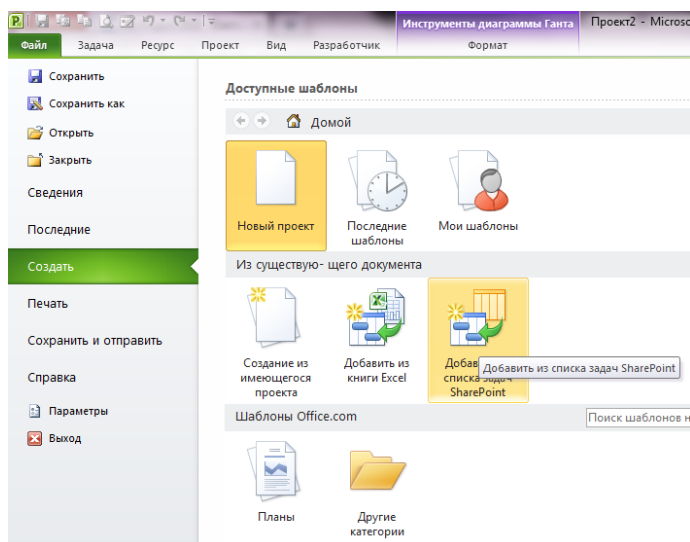 Инструменты диаграммы Ганта
Проект2 - Microso
Файл Задача Ресурс Проект Вид Разработчик Формат
Сохранить
Сохранить как
Открыть
Закрыть
Сведения
Последние
Создать
Печать
Сохранить и отправить
Справка
Параметры
Выход
Доступные шаблоны
Домой
Новый проект
Последние
шаблоны
Мои шаблоны
Из существую- щего документа
Создание из
имеющегося
проекта
Добавить из
книги Excel
Добав
списка задач
SharePoint
Добавить из списка задач SharePoint
Шаблоны Office.com
Поиск шаблонов н
Планы
Другие
категории